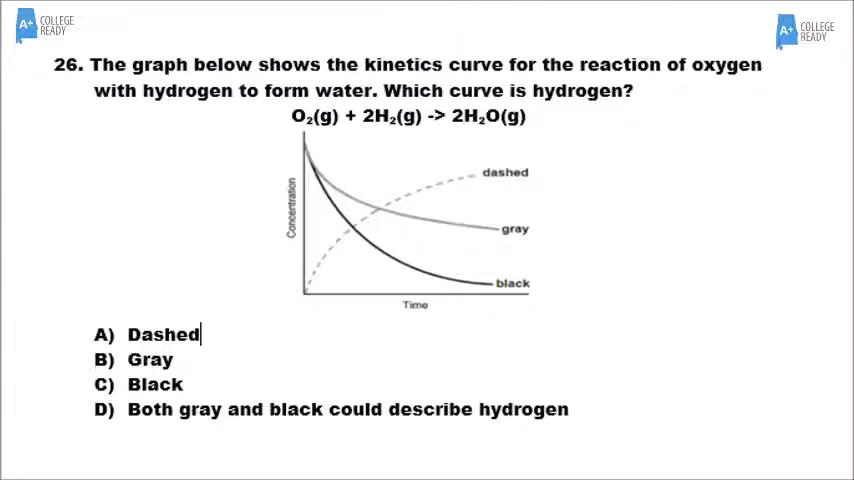 A+ COLLEGE READY
A+ COLLEGE READY
26. The graph below shows the kinetics curve for the reaction of oxygen
with hydrogen to form water. Which curve is hydrogen?
O₂(g) + 2H₂(g) -> 2H₂O(g)
dashed
Concentration
gray
black
Time
A) Dashed
B) Gray
C) Black
D) Both gray and black could describe hydrogen